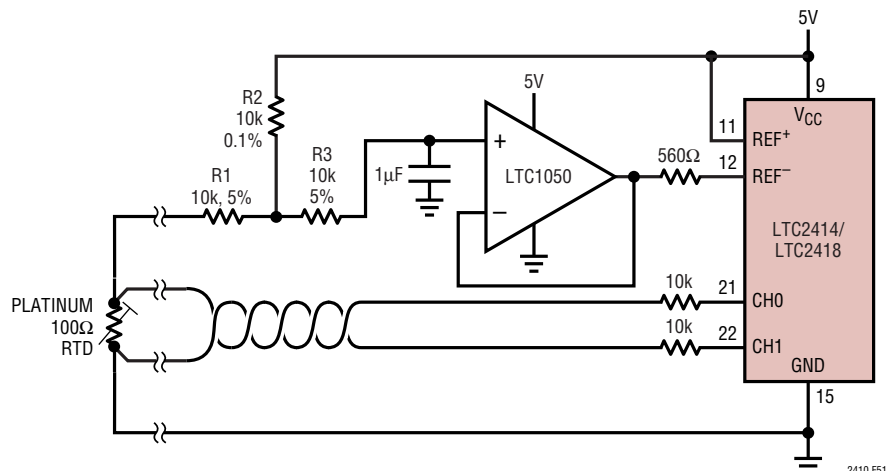 5V
R2
10k
0.1%
R1
10k, 5%
R3
10k
5%
1µF
5V
+
−
LTC1050
560Ω
9
VCC
11
REF+
12
REF−
LTC2414/
LTC2418
PLATINUM
100Ω
RTD
10k
21
CH0
10k
22
CH1
GND
15
2410 F51